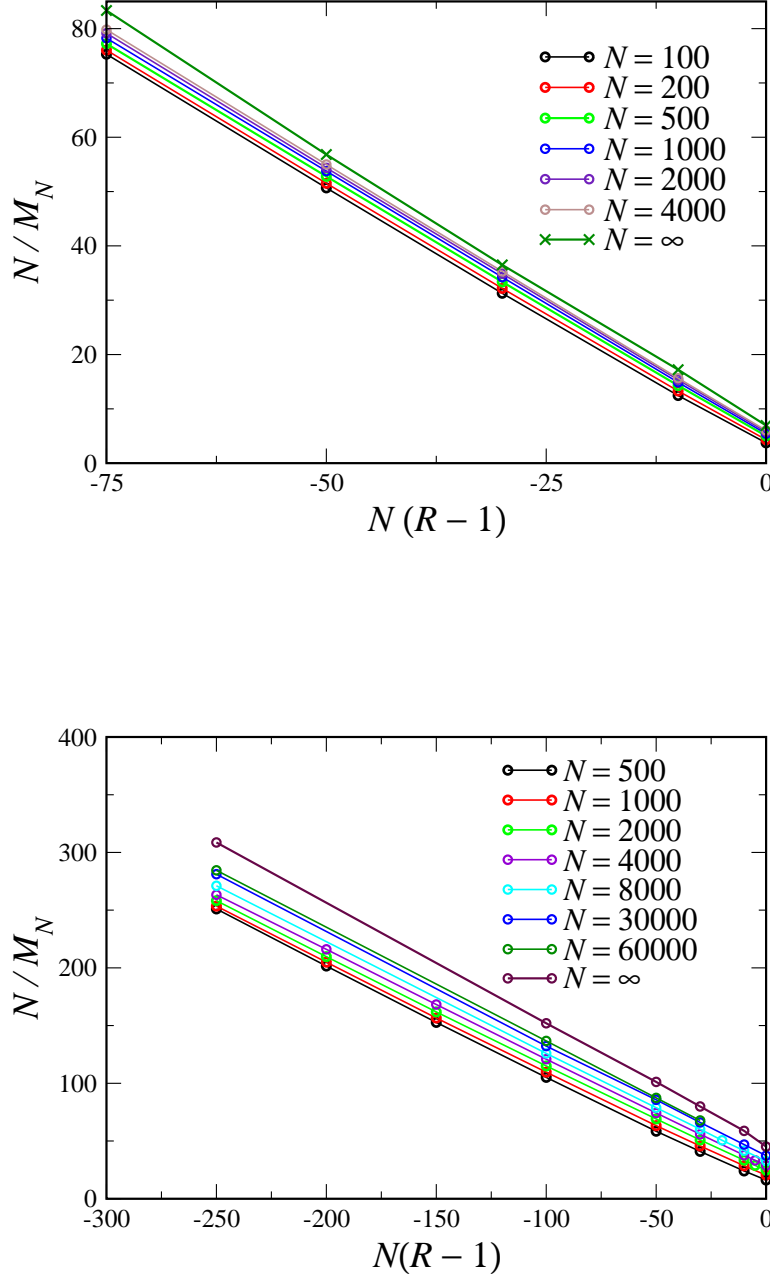 80
60
40
20
0
N / M_N
N = 100
N = 200
N = 500
N = 1000
N = 2000
N = 4000
N = ∞
-75 -50 -25 0
N (R − 1)
400
300
200
100
0
N / M_N
N = 500
N = 1000
N = 2000
N = 4000
N = 8000
N = 30000
N = 60000
N = ∞
-300 -250 -200 -150 -100 -50 0
N(R − 1)